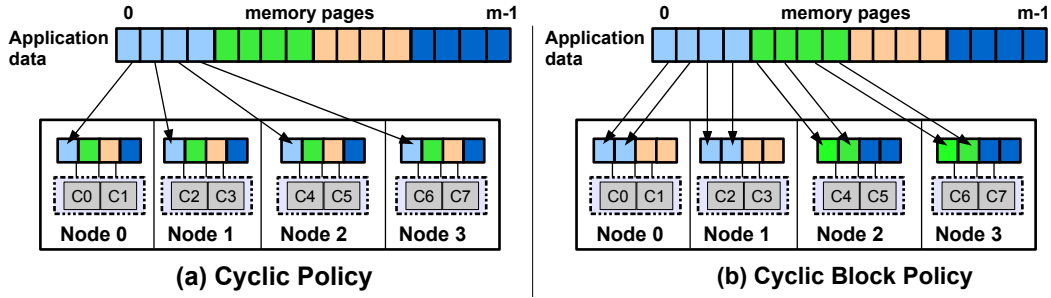 0 memory pages m-1
Application
data
C0 C1 C2 C3 C4 C5 C6 C7
Node 0 Node 1 Node 2 Node 3
(a) Cyclic Policy
0 memory pages m-1
Application
data
C0 C1 C2 C3 C4 C5 C6 C7
Node 0 Node 1 Node 2 Node 3
(b) Cyclic Block Policy